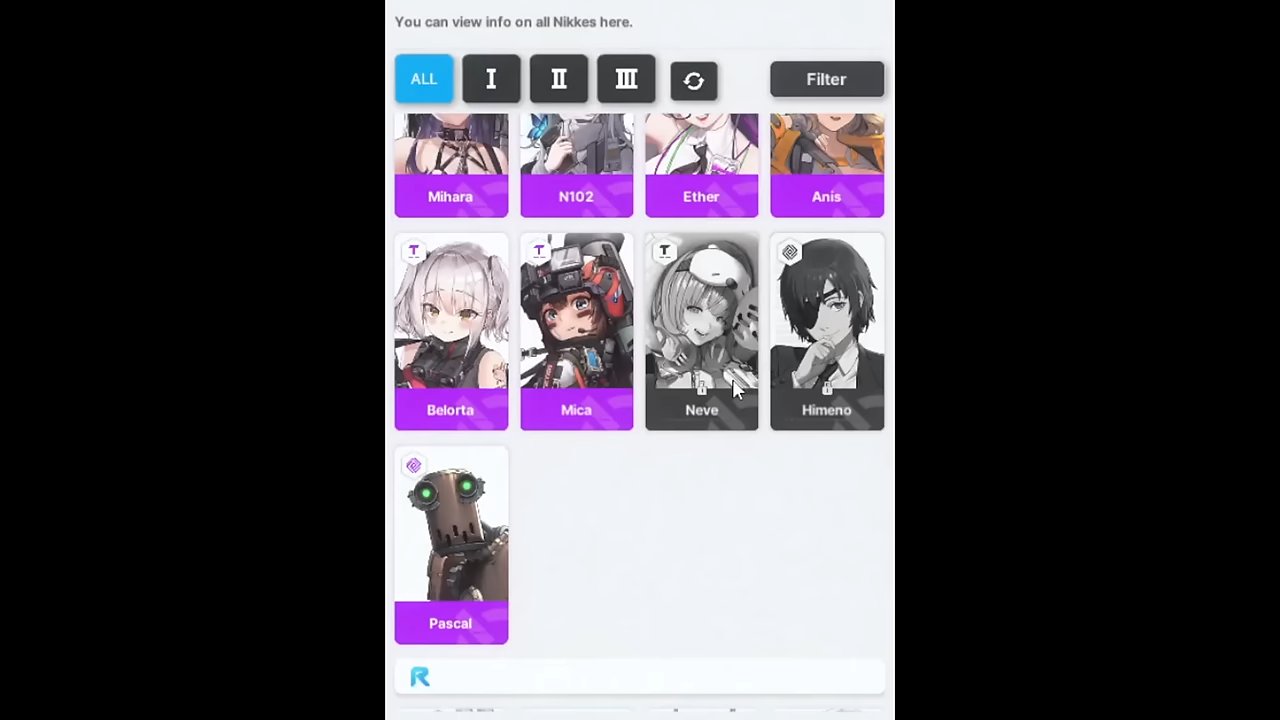 You can view info on all Nikkes here.
ALL I II III Filter
Mihara N102 Ether Anis
T T T
Belorta Mica Neve Himeno
Pascal
R